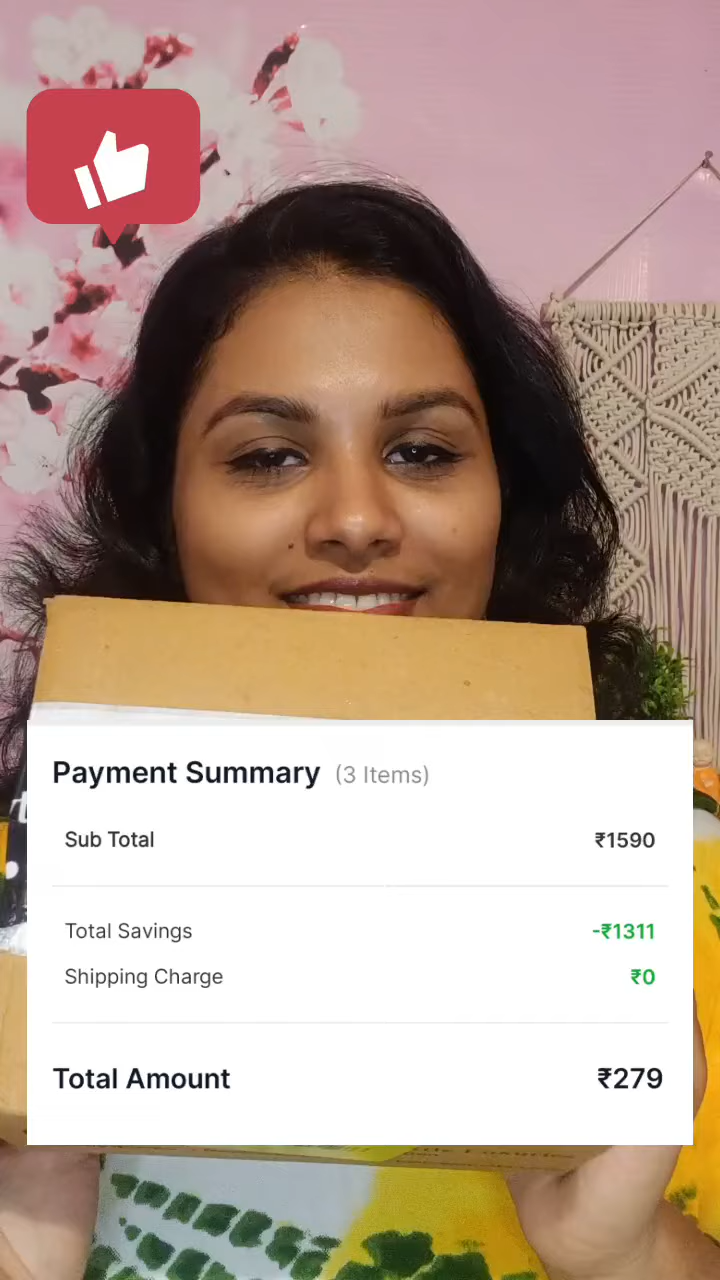 Payment Summary (3 Items)
Sub Total ₹1590
Total Savings -₹1311
Shipping Charge ₹0
Total Amount ₹279